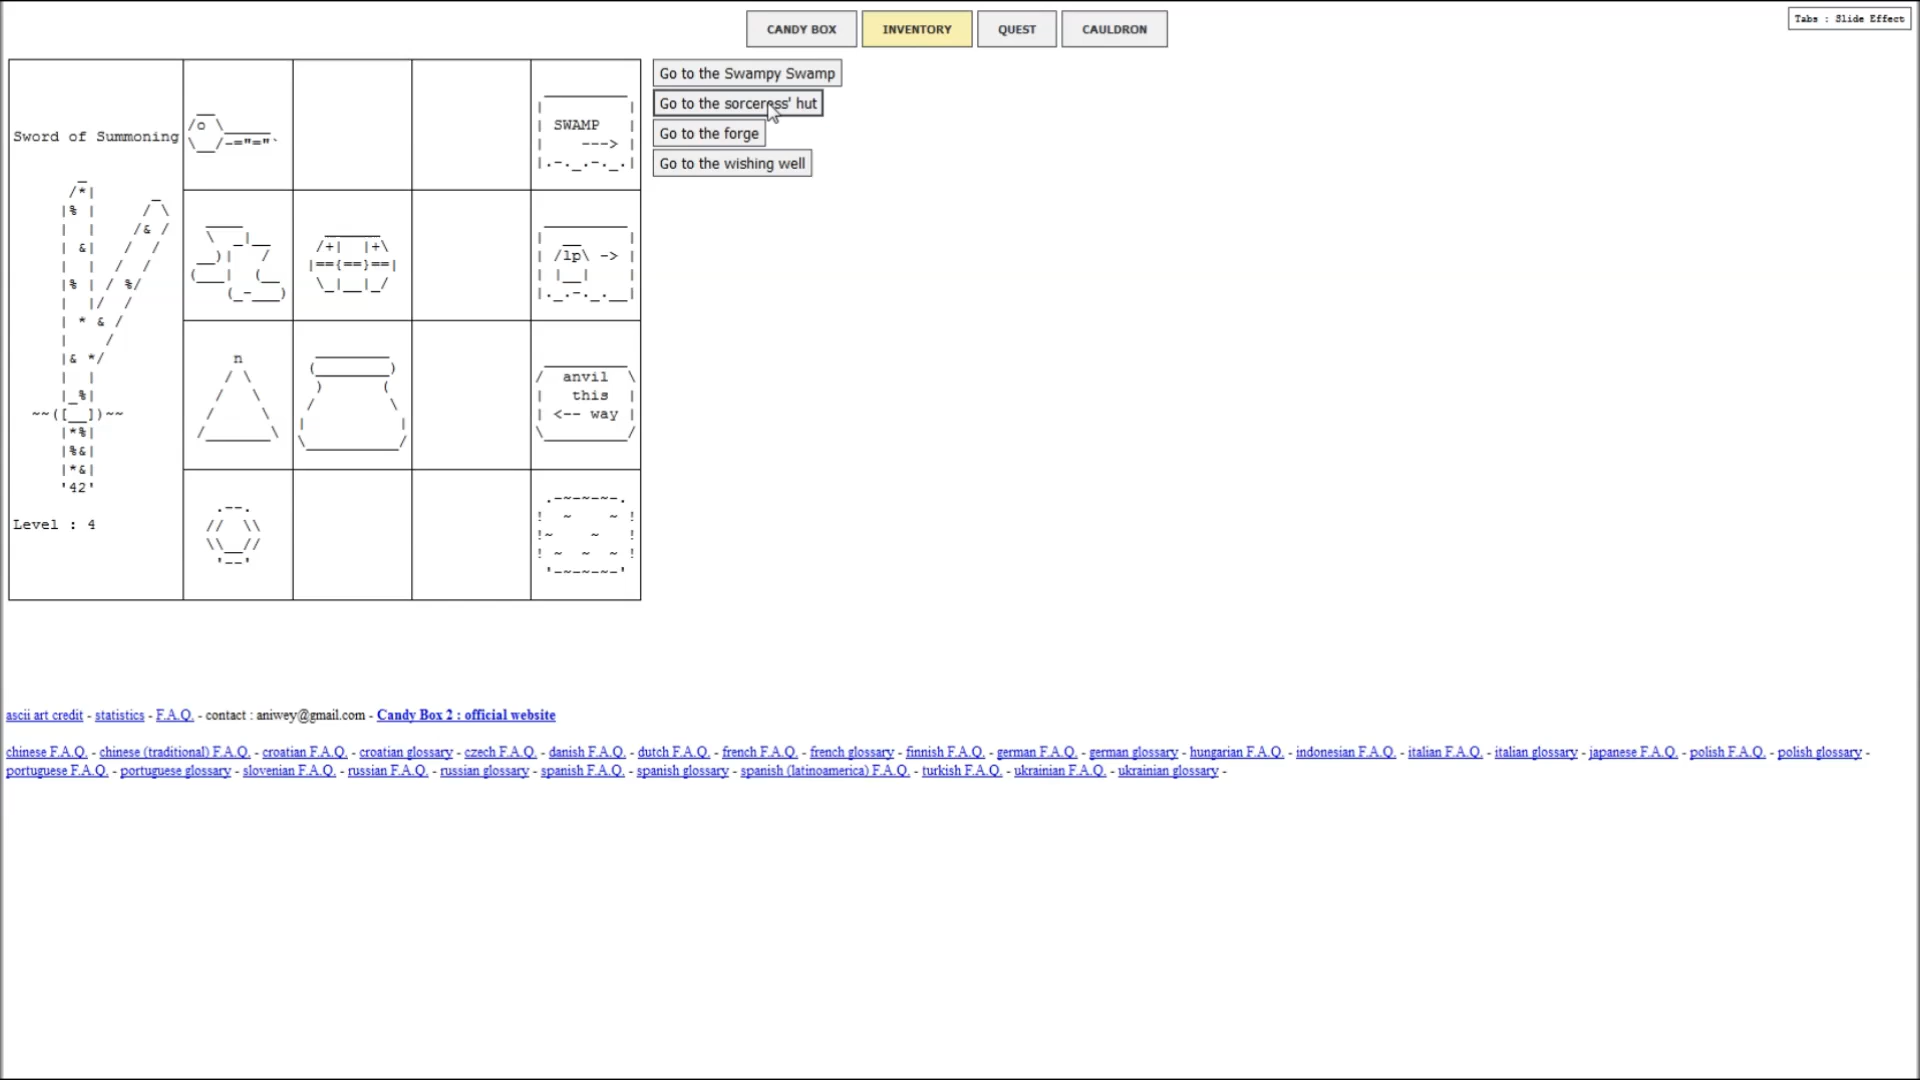 CANDY BOX
INVENTORY
QUEST
CAULDRON
Tabs : Slide Effect
Sword of Summoning
'42'
Level : 4
SWAMP
--->
/lp\ ->
anvil
this
<-- way
Go to the Swampy Swamp
Go to the sorceress' hut
Go to the forge
Go to the wishing well
ascii art credit - statistics - F.A.Q. - contact : aniwey@gmail.com - Candy Box 2 : official website
chinese F.A.Q. - chinese (traditional) F.A.Q. - croatian F.A.Q. - croatian glossary - czech F.A.Q. - danish F.A.Q. - dutch F.A.Q. - french F.A.Q. - french glossary - finnish F.A.Q. - german F.A.Q. - german glossary - hungarian F.A.Q. - indonesian F.A.Q. - italian F.A.Q. - italian glossary - japanese F.A.Q. - polish F.A.Q. - polish glossary -
portuguese F.A.Q. - portuguese glossary - slovenian F.A.Q. - russian F.A.Q. - russian glossary - spanish F.A.Q. - spanish glossary - spanish (latinoamerica) F.A.Q. - turkish F.A.Q. - ukrainian F.A.Q. - ukrainian glossary -